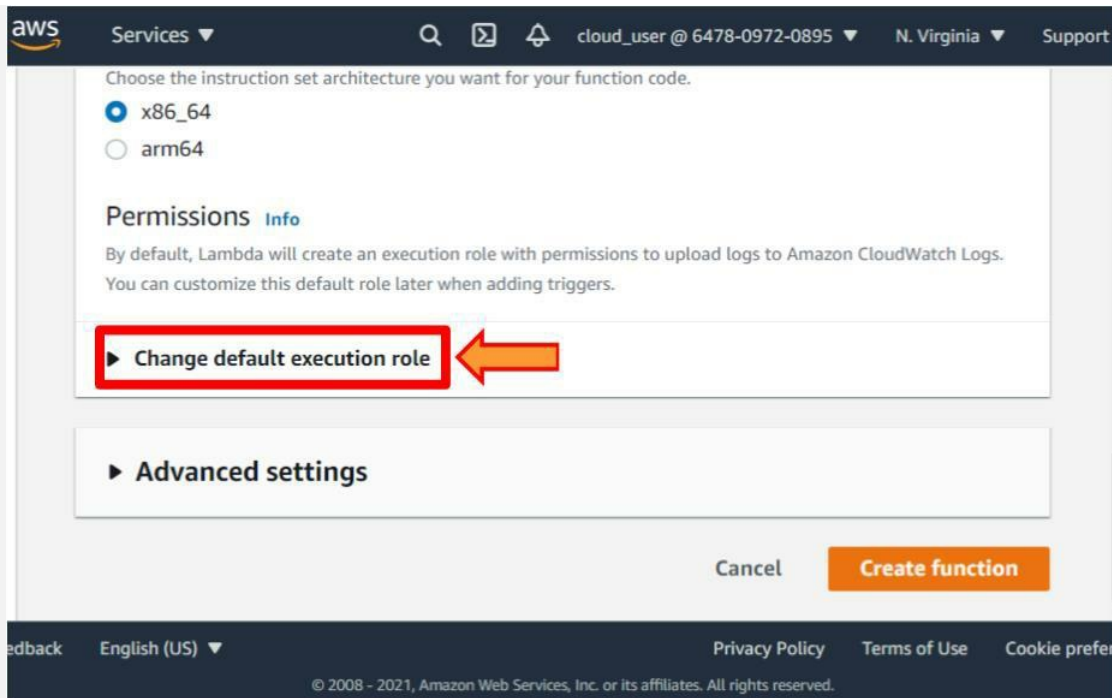 aws Services ▼ cloud_user @ 6478-0972-0895 ▼ N. Virginia ▼ Support
Choose the instruction set architecture you want for your function code.
x86_64
arm64
Permissions Info
By default, Lambda will create an execution role with permissions to upload logs to Amazon CloudWatch Logs.
You can customize this default role later when adding triggers.
▶ Change default execution role
▶ Advanced settings
Cancel Create function
edback English (US) ▼ Privacy Policy Terms of Use Cookie prefer
© 2008 - 2021, Amazon Web Services, Inc. or its affiliates. All rights reserved.